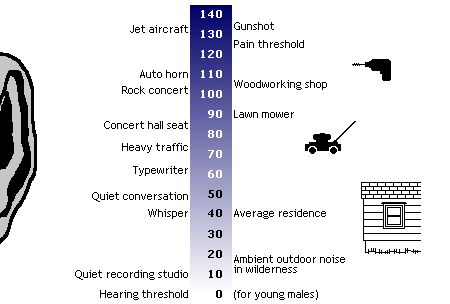 140
Jet aircraft 130 Gunshot
120 Pain threshold
Auto horn 110
Rock concert 100 Woodworking shop
90 Lawn mower
Concert hall seat 80
Heavy traffic 70
Typewriter 60
Quiet conversation 50
Whisper 40 Average residence
30
20 Ambient outdoor noise
in wilderness
Quiet recording studio 10
Hearing threshold 0 (for young males)